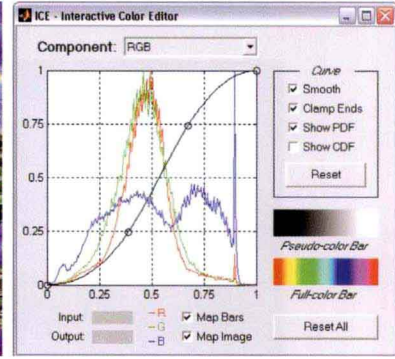 ICE - Interactive Color Editor
Component: RGB
1
0.75
0.5
0.25
0
0 0.25 0.5 0.75 1
Curve
Smooth
Clamp Ends
Show PDF
Show CDF
Reset
Pseudo-color Bar
Full-color Bar
Input:
Output:
R
G
B
Map Bars
Map Image
Reset All